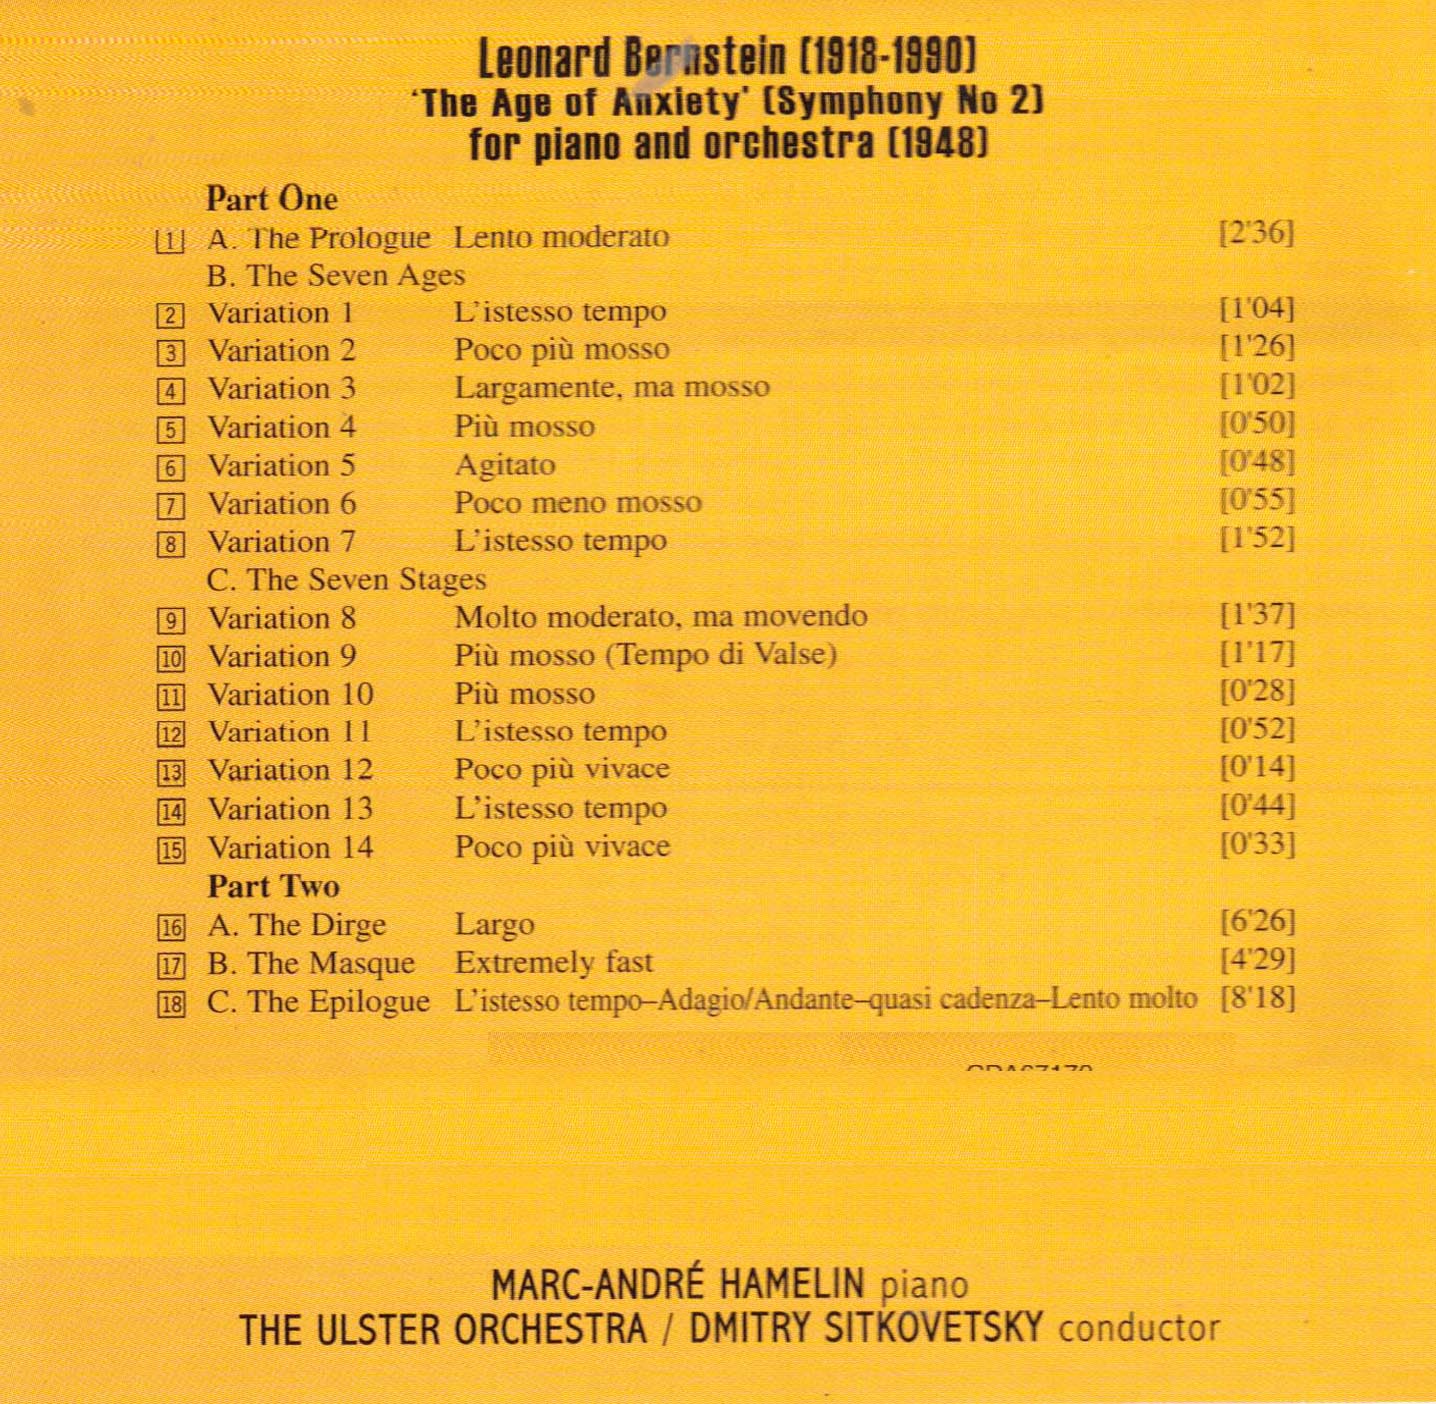 Leonard Bernstein (1918-1990)
‘The Age of Anxiety’ (Symphony No 2)
for piano and orchestra (1948)
Part One
1 A. The Prologue Lento moderato [2'36]
B. The Seven Ages
2 Variation 1 L’istesso tempo [1'04]
3 Variation 2 Poco più mosso [1'26]
4 Variation 3 Largamente, ma mosso [1'02]
5 Variation 4 Più mosso [0'50]
6 Variation 5 Agitato [0'48]
7 Variation 6 Poco meno mosso [0'55]
8 Variation 7 L’istesso tempo [1'52]
C. The Seven Stages
9 Variation 8 Molto moderato, ma movendo [1'37]
10 Variation 9 Più mosso (Tempo di Valse) [1'17]
11 Variation 10 Più mosso [0'28]
12 Variation 11 L’istesso tempo [0'52]
13 Variation 12 Poco più vivace [0'14]
14 Variation 13 L’istesso tempo [0'44]
15 Variation 14 Poco più vivace [0'33]
Part Two
16 A. The Dirge Largo [6'26]
17 B. The Masque Extremely fast [4'29]
18 C. The Epilogue L’istesso tempo–Adagio/Andante–quasi cadenza–Lento molto [8'18]
MARC-ANDRÉ HAMELIN piano
THE ULSTER ORCHESTRA / DMITRY SITKOVETSKY conductor